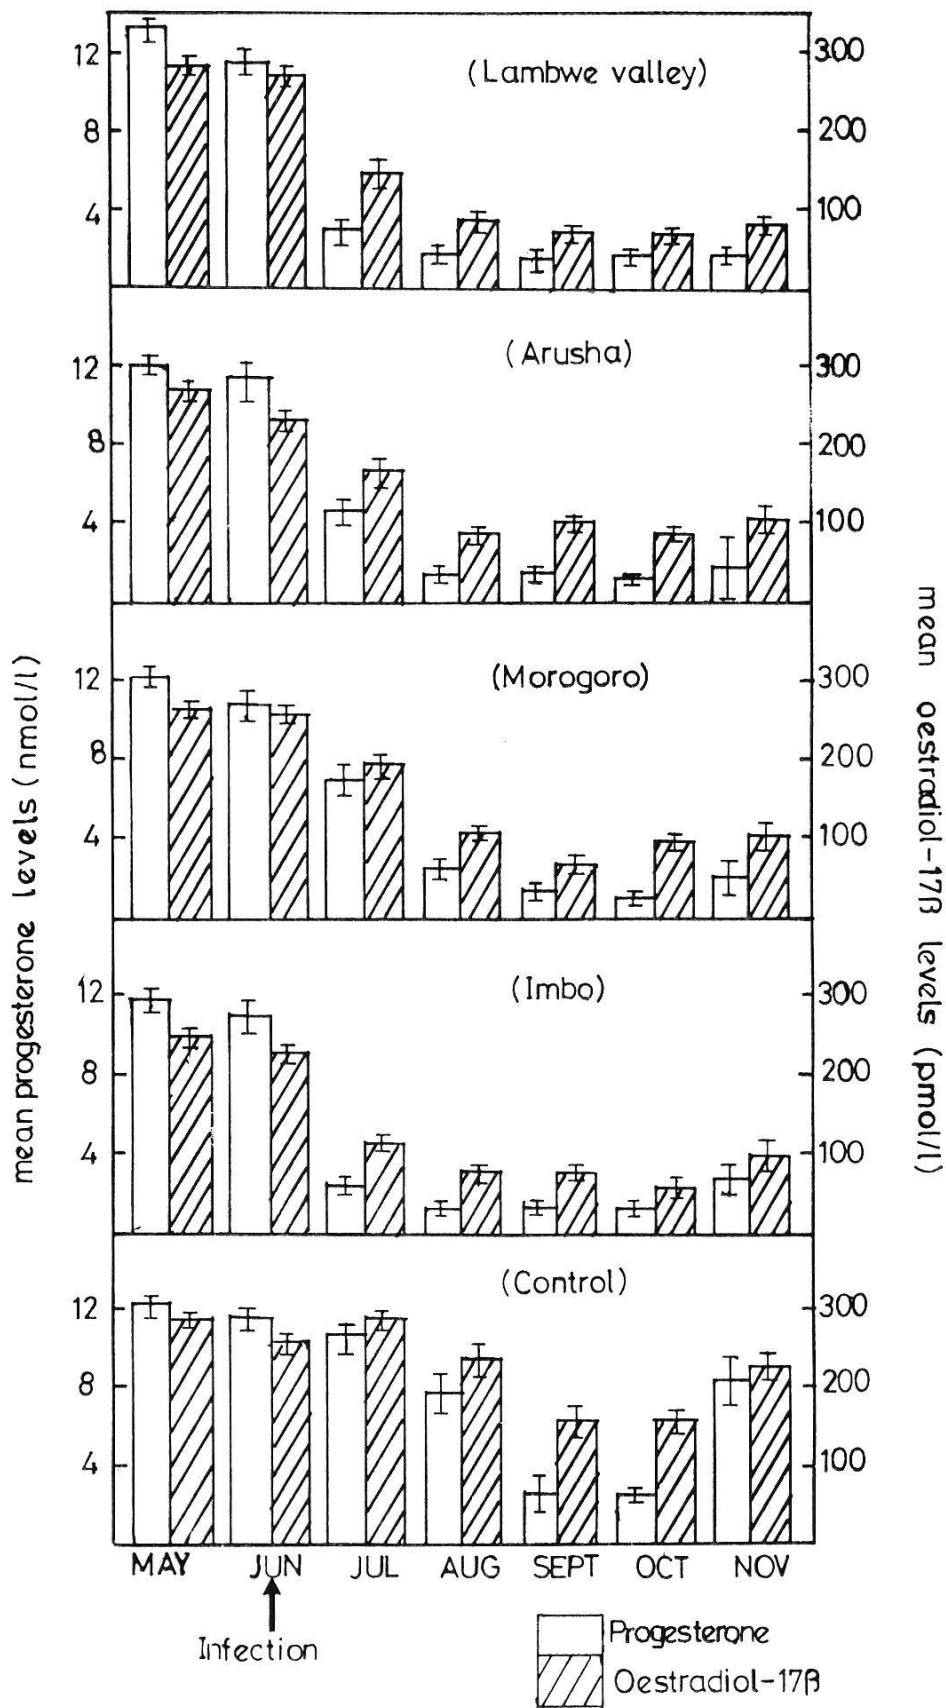 mean progesterone levels (nmol/l)
mean oestradiol-17β levels (pmol/l)
(Lambwe valley)
12 300
8 200
4 100
(Arusha)
12 300
8 200
4 100
(Morogoro)
12 300
8 200
4 100
(Imbo)
12 300
8 200
4 100
(Control)
12 300
8 200
4 100
MAY JUN JUL AUG SEPT OCT NOV
Infection
Progesterone
Oestradiol-17β